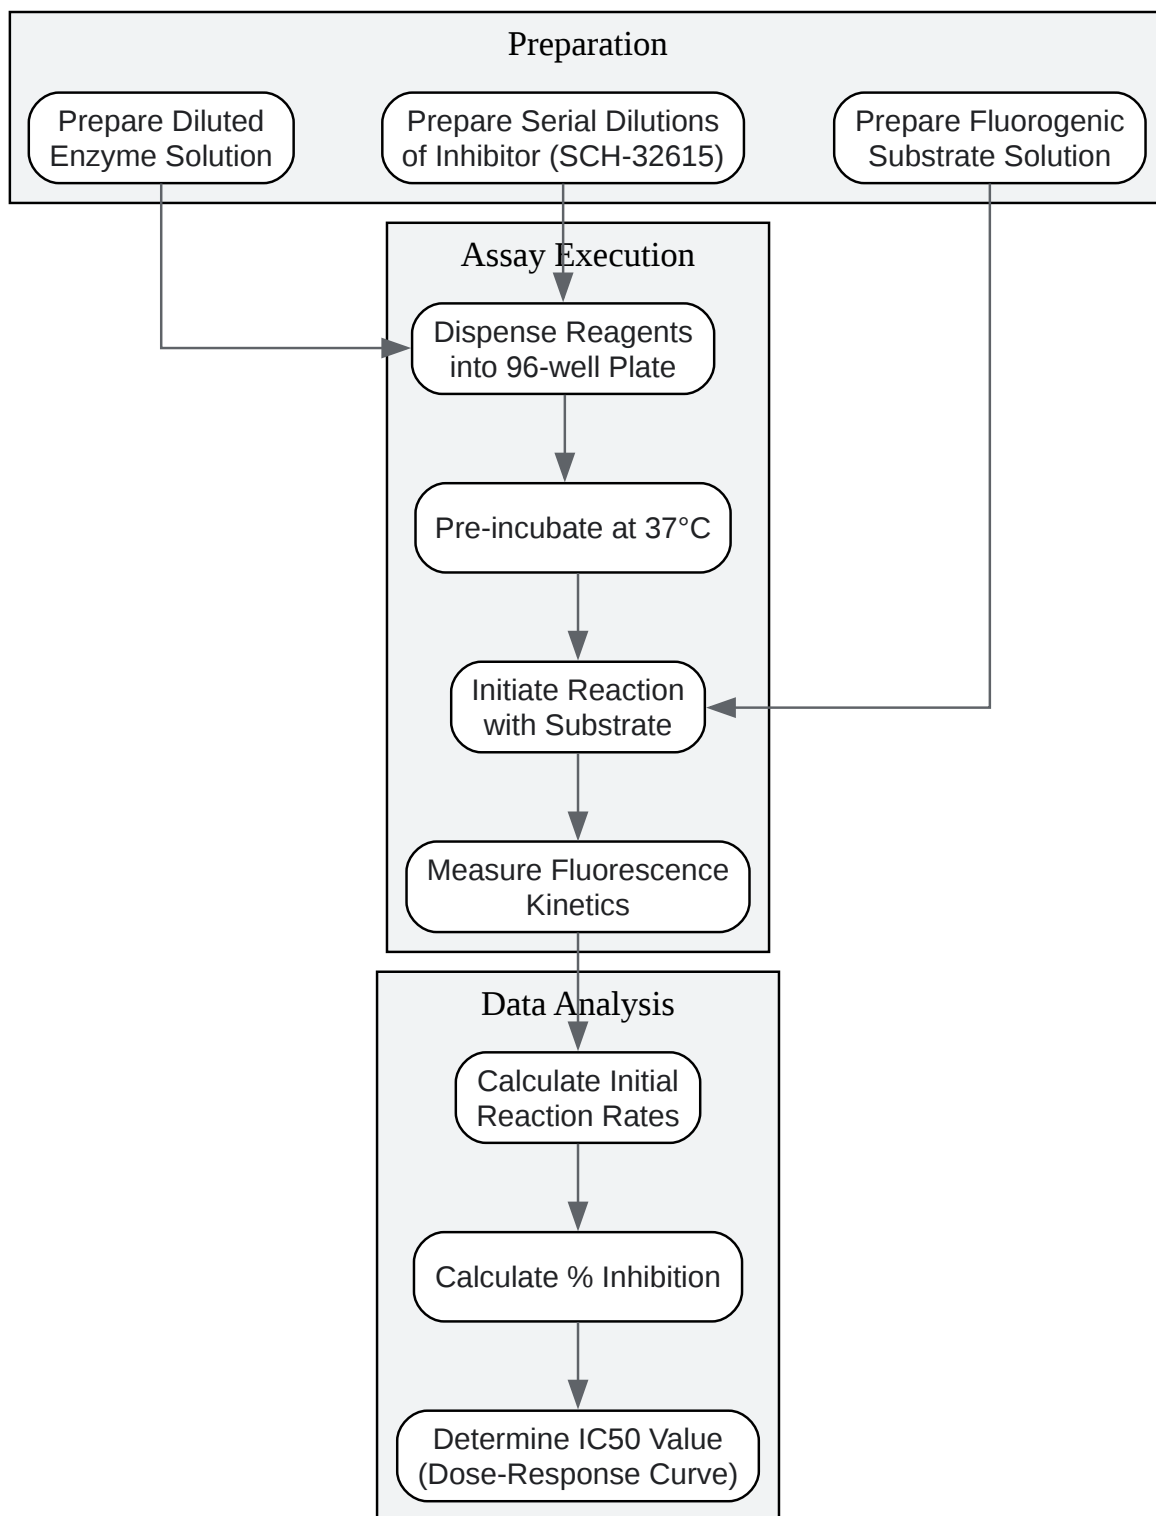 Preparation
Prepare Diluted
Enzyme Solution
Prepare Serial Dilutions
of Inhibitor (SCH-32615)
Prepare Fluorogenic
Substrate Solution
Assay Execution
Dispense Reagents
into 96-well Plate
Pre-incubate at 37°C
Initiate Reaction
with Substrate
Measure Fluorescence
Kinetics
Data Analysis
Calculate Initial
Reaction Rates
Calculate % Inhibition
Determine IC50 Value
(Dose-Response Curve)